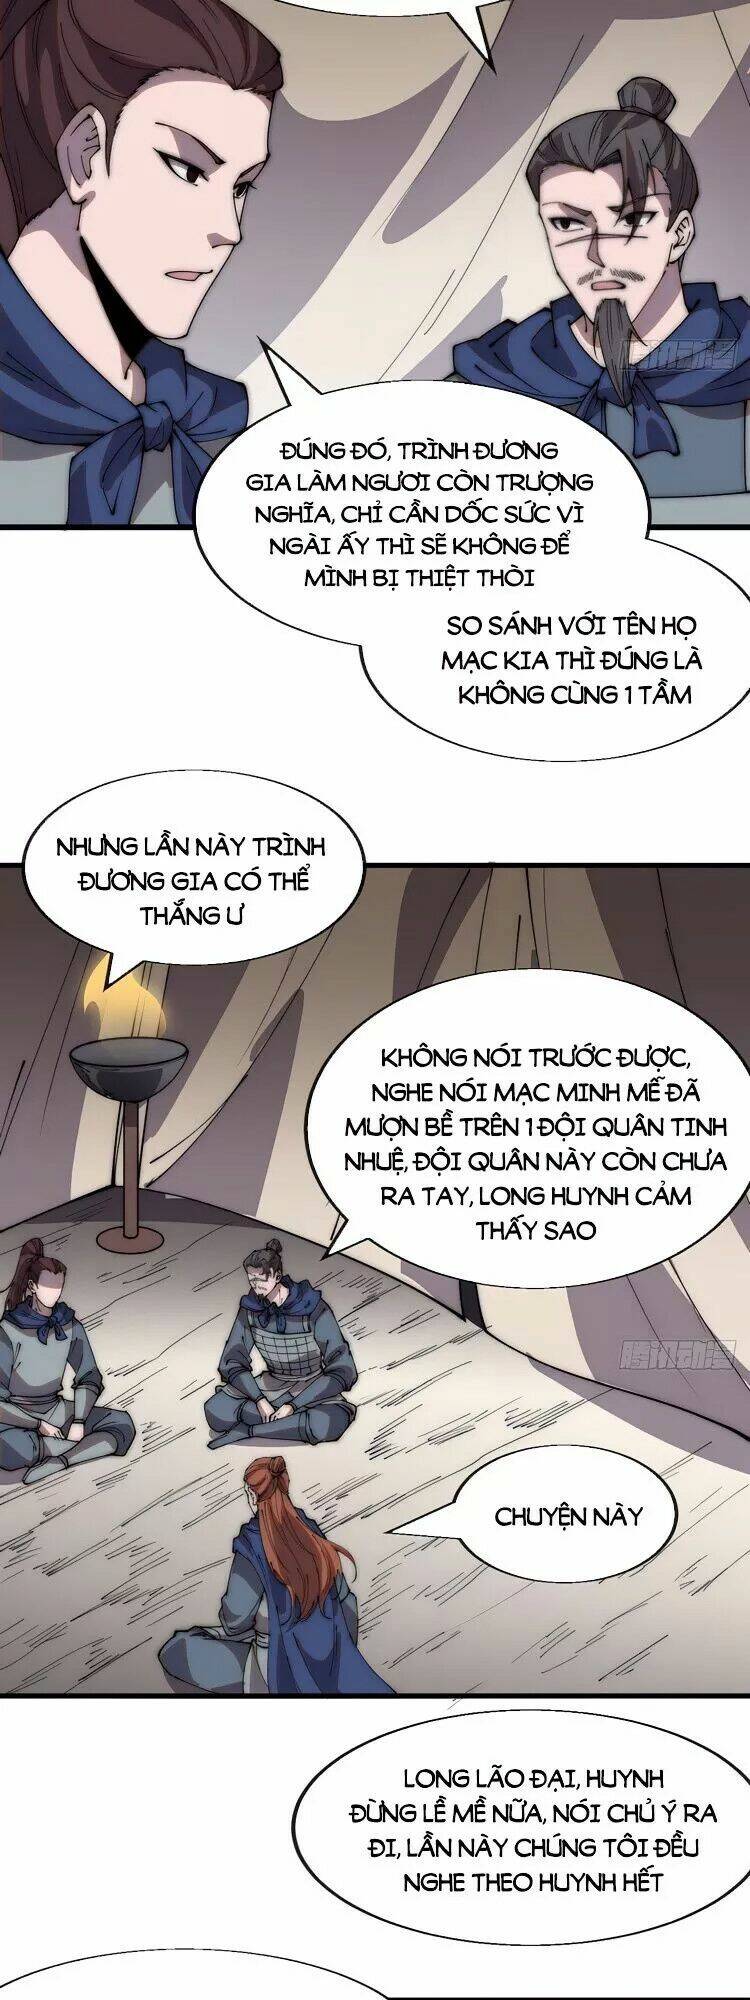 ĐÚNG ĐÓ, TRÌNH ĐƯƠNG
GIA LÀM NGƯƠI CÒN TRƯỢNG
NGHĨA, CHỈ CẦN DỐC SỨC VÌ
NGÀI ẤY THÌ SẼ KHÔNG ĐỂ
MÌNH BỊ THIỆT THÒI
SO SÁNH VỚI TÊN HỌ
MẠC KIA THÌ ĐÚNG LÀ
KHÔNG CÙNG 1 TẦM
NHƯNG LẦN NÀY TRÌNH
ĐƯƠNG GIA CÓ THỂ
THẮNG Ư
KHÔNG NÓI TRƯỚC ĐƯỢC,
NGHE NÓI MẠC MINH MẼ ĐÃ
MƯỢN BỀ TRÊN 1 ĐỘI QUÂN TINH
NHUỆ, ĐỘI QUÂN NÀY CÒN CHƯA
RA TAY, LONG HUYNH CẢM
THẤY SAO
CHUYỆN NÀY
LONG LÃO ĐẠI, HUYNH
ĐỪNG LỀ MỀ NỮA, NÓI CHỦ Ý RA
ĐI, LẦN NÀY CHÚNG TÔI ĐỀU
NGHE THEO HUYNH HẾT